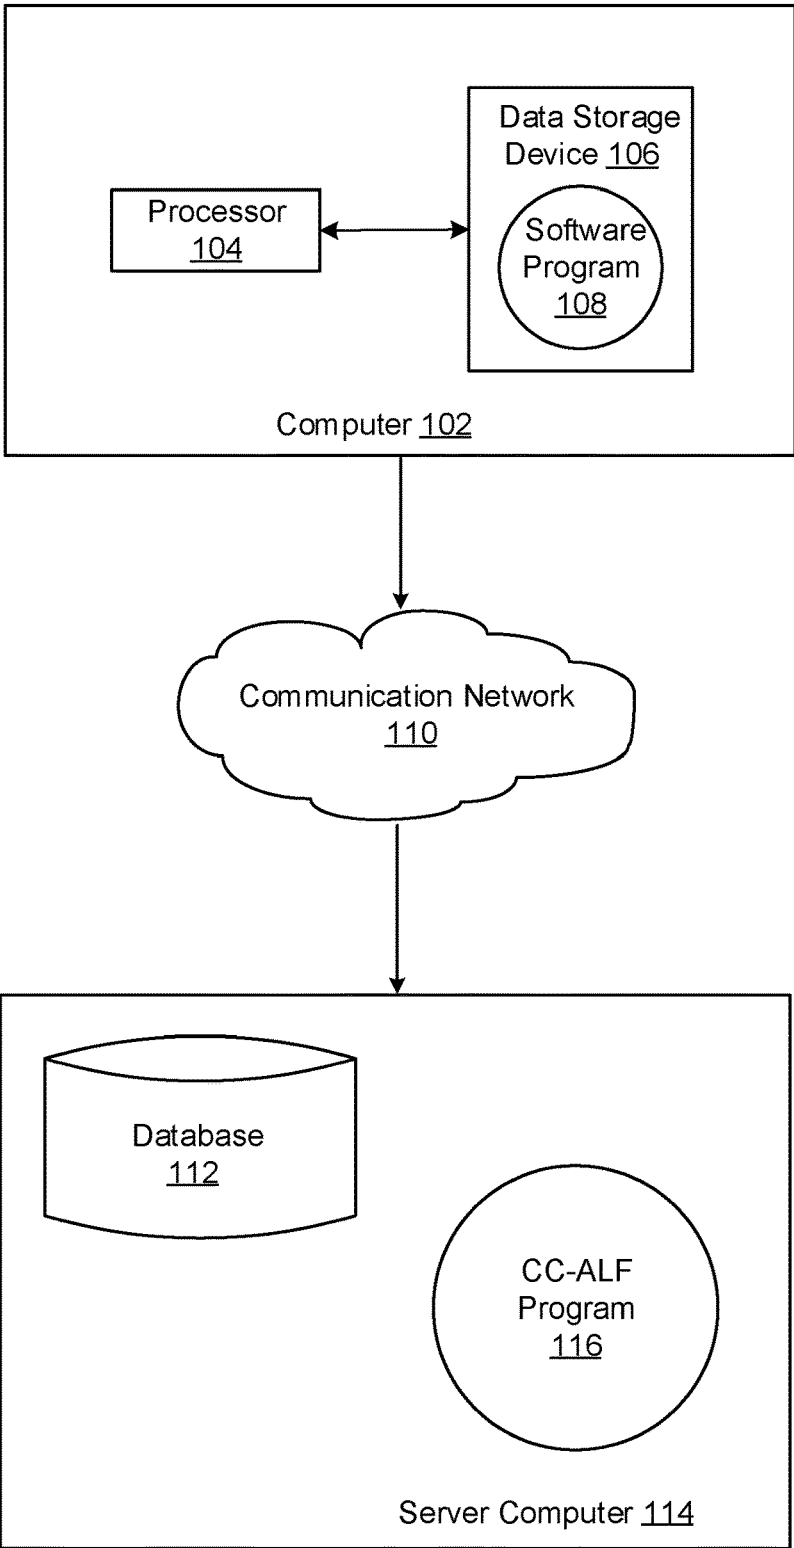 Data Storage
Device 106
Processor
104
Software
Program
108
Computer 102
Communication Network
110
Database
112
CC-ALF
Program
116
Server Computer 114